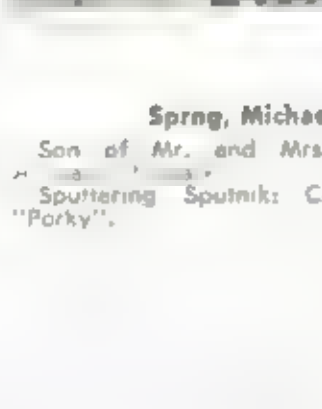 Sprng, Michae
Son of Mr. and Mrs
Sputtering Sputnik: C
"Porky".